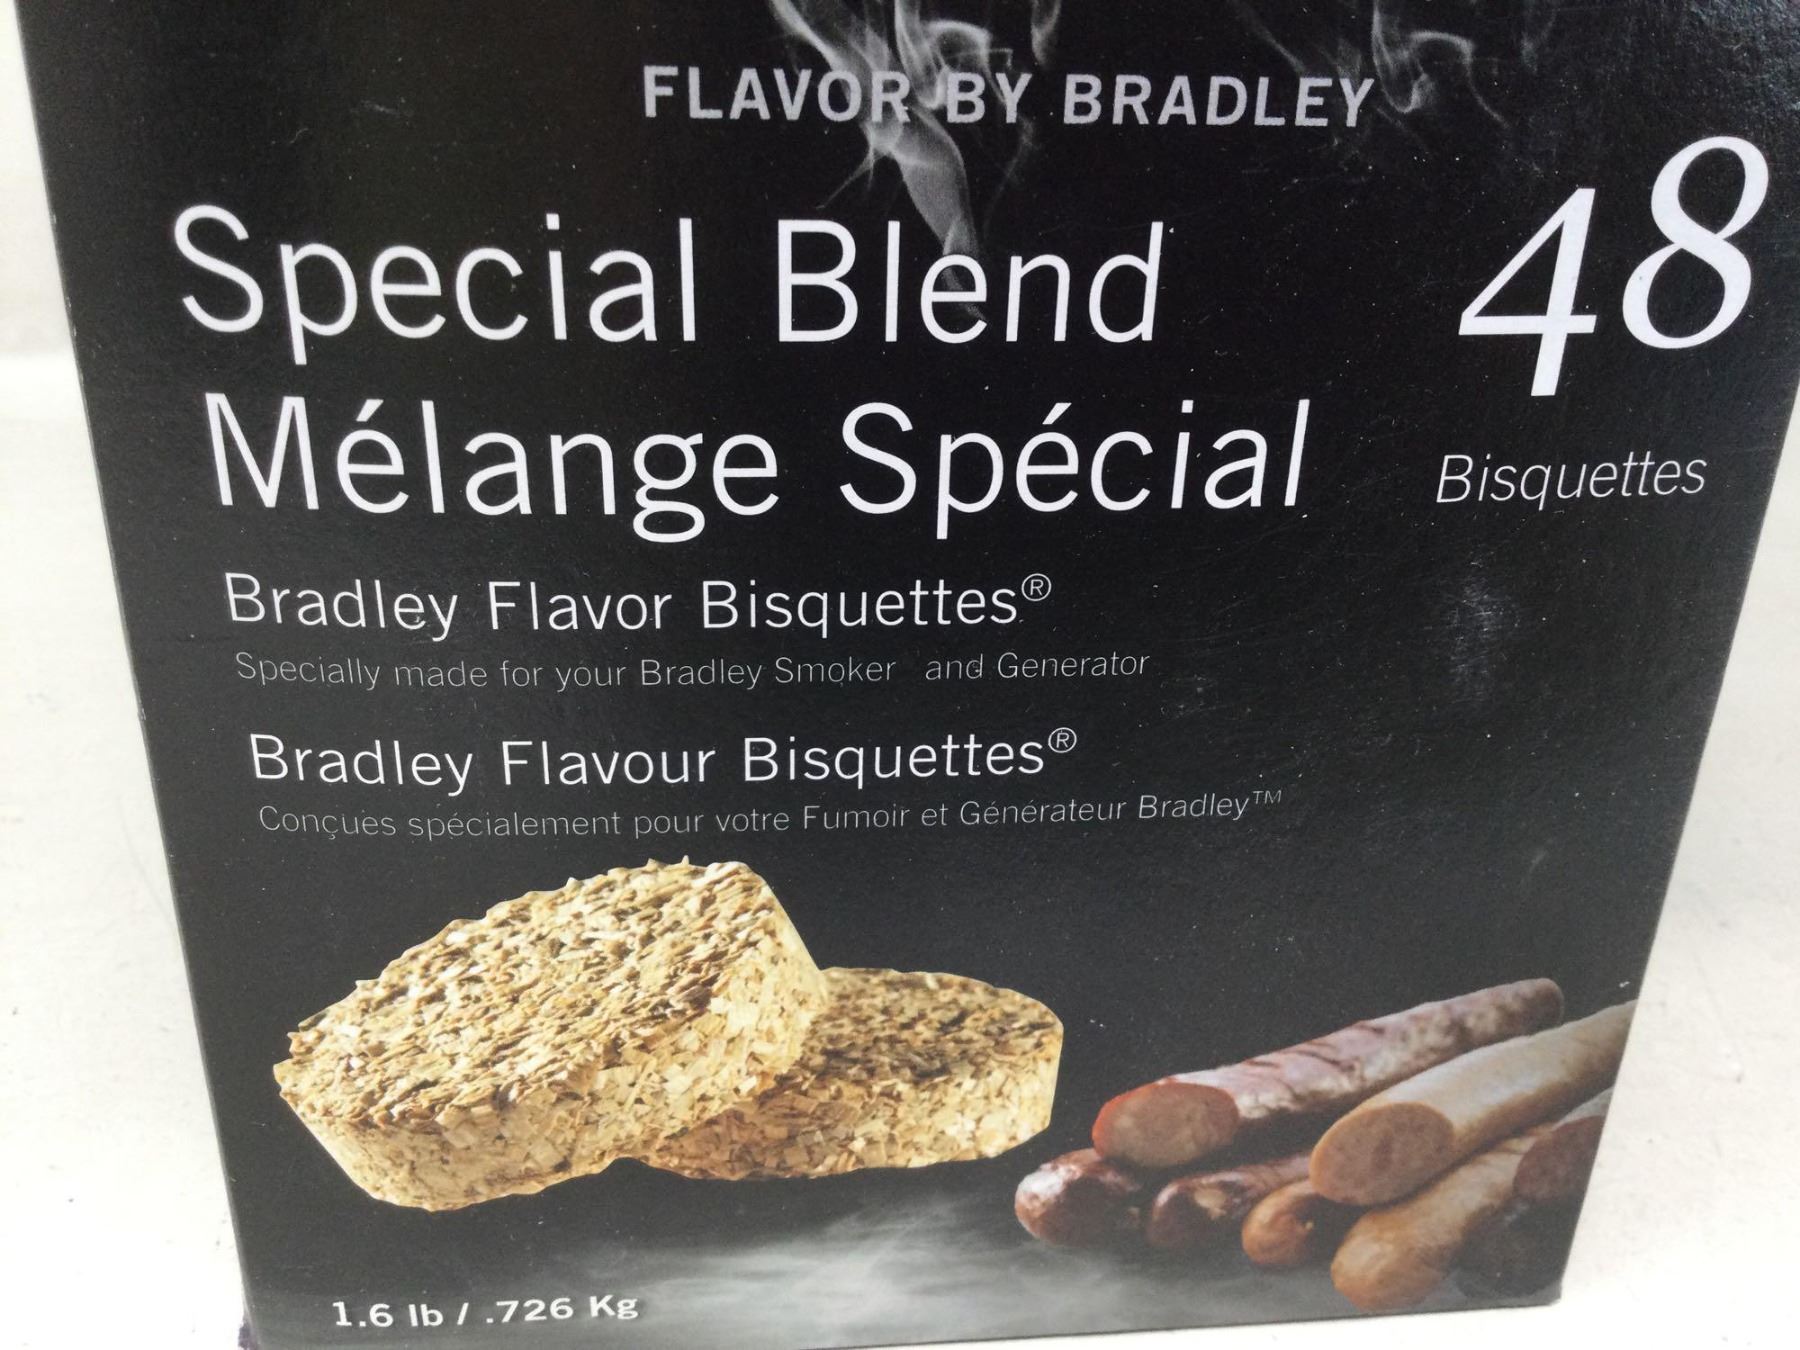 FLAVOR BY BRADLEY
Special Blend
Mélange Spécial
48
Bisquettes
Bradley Flavor Bisquettes®
Specially made for your Bradley Smoker and Generator
Bradley Flavour Bisquettes®
Conçues spécialement pour votre Fumoir et Générateur Bradley™
1.6 lb / .726 Kg